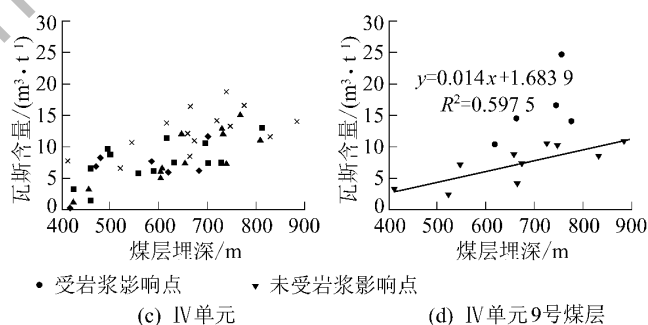 30
25
20
15
10
5
0
瓦斯含量/(m³·t⁻¹)
400 500 600 700 800 900
煤层埋深/m
30
25
20
15
10
5
0
瓦斯含量/(m³·t⁻¹)
y=0.014x+1.683 9
R²=0.597 5
400 500 600 700 800 900
煤层埋深/m
● 受岩浆影响点 ▼ 未受岩浆影响点
(c) Ⅳ单元 (d) Ⅳ单元9号煤层